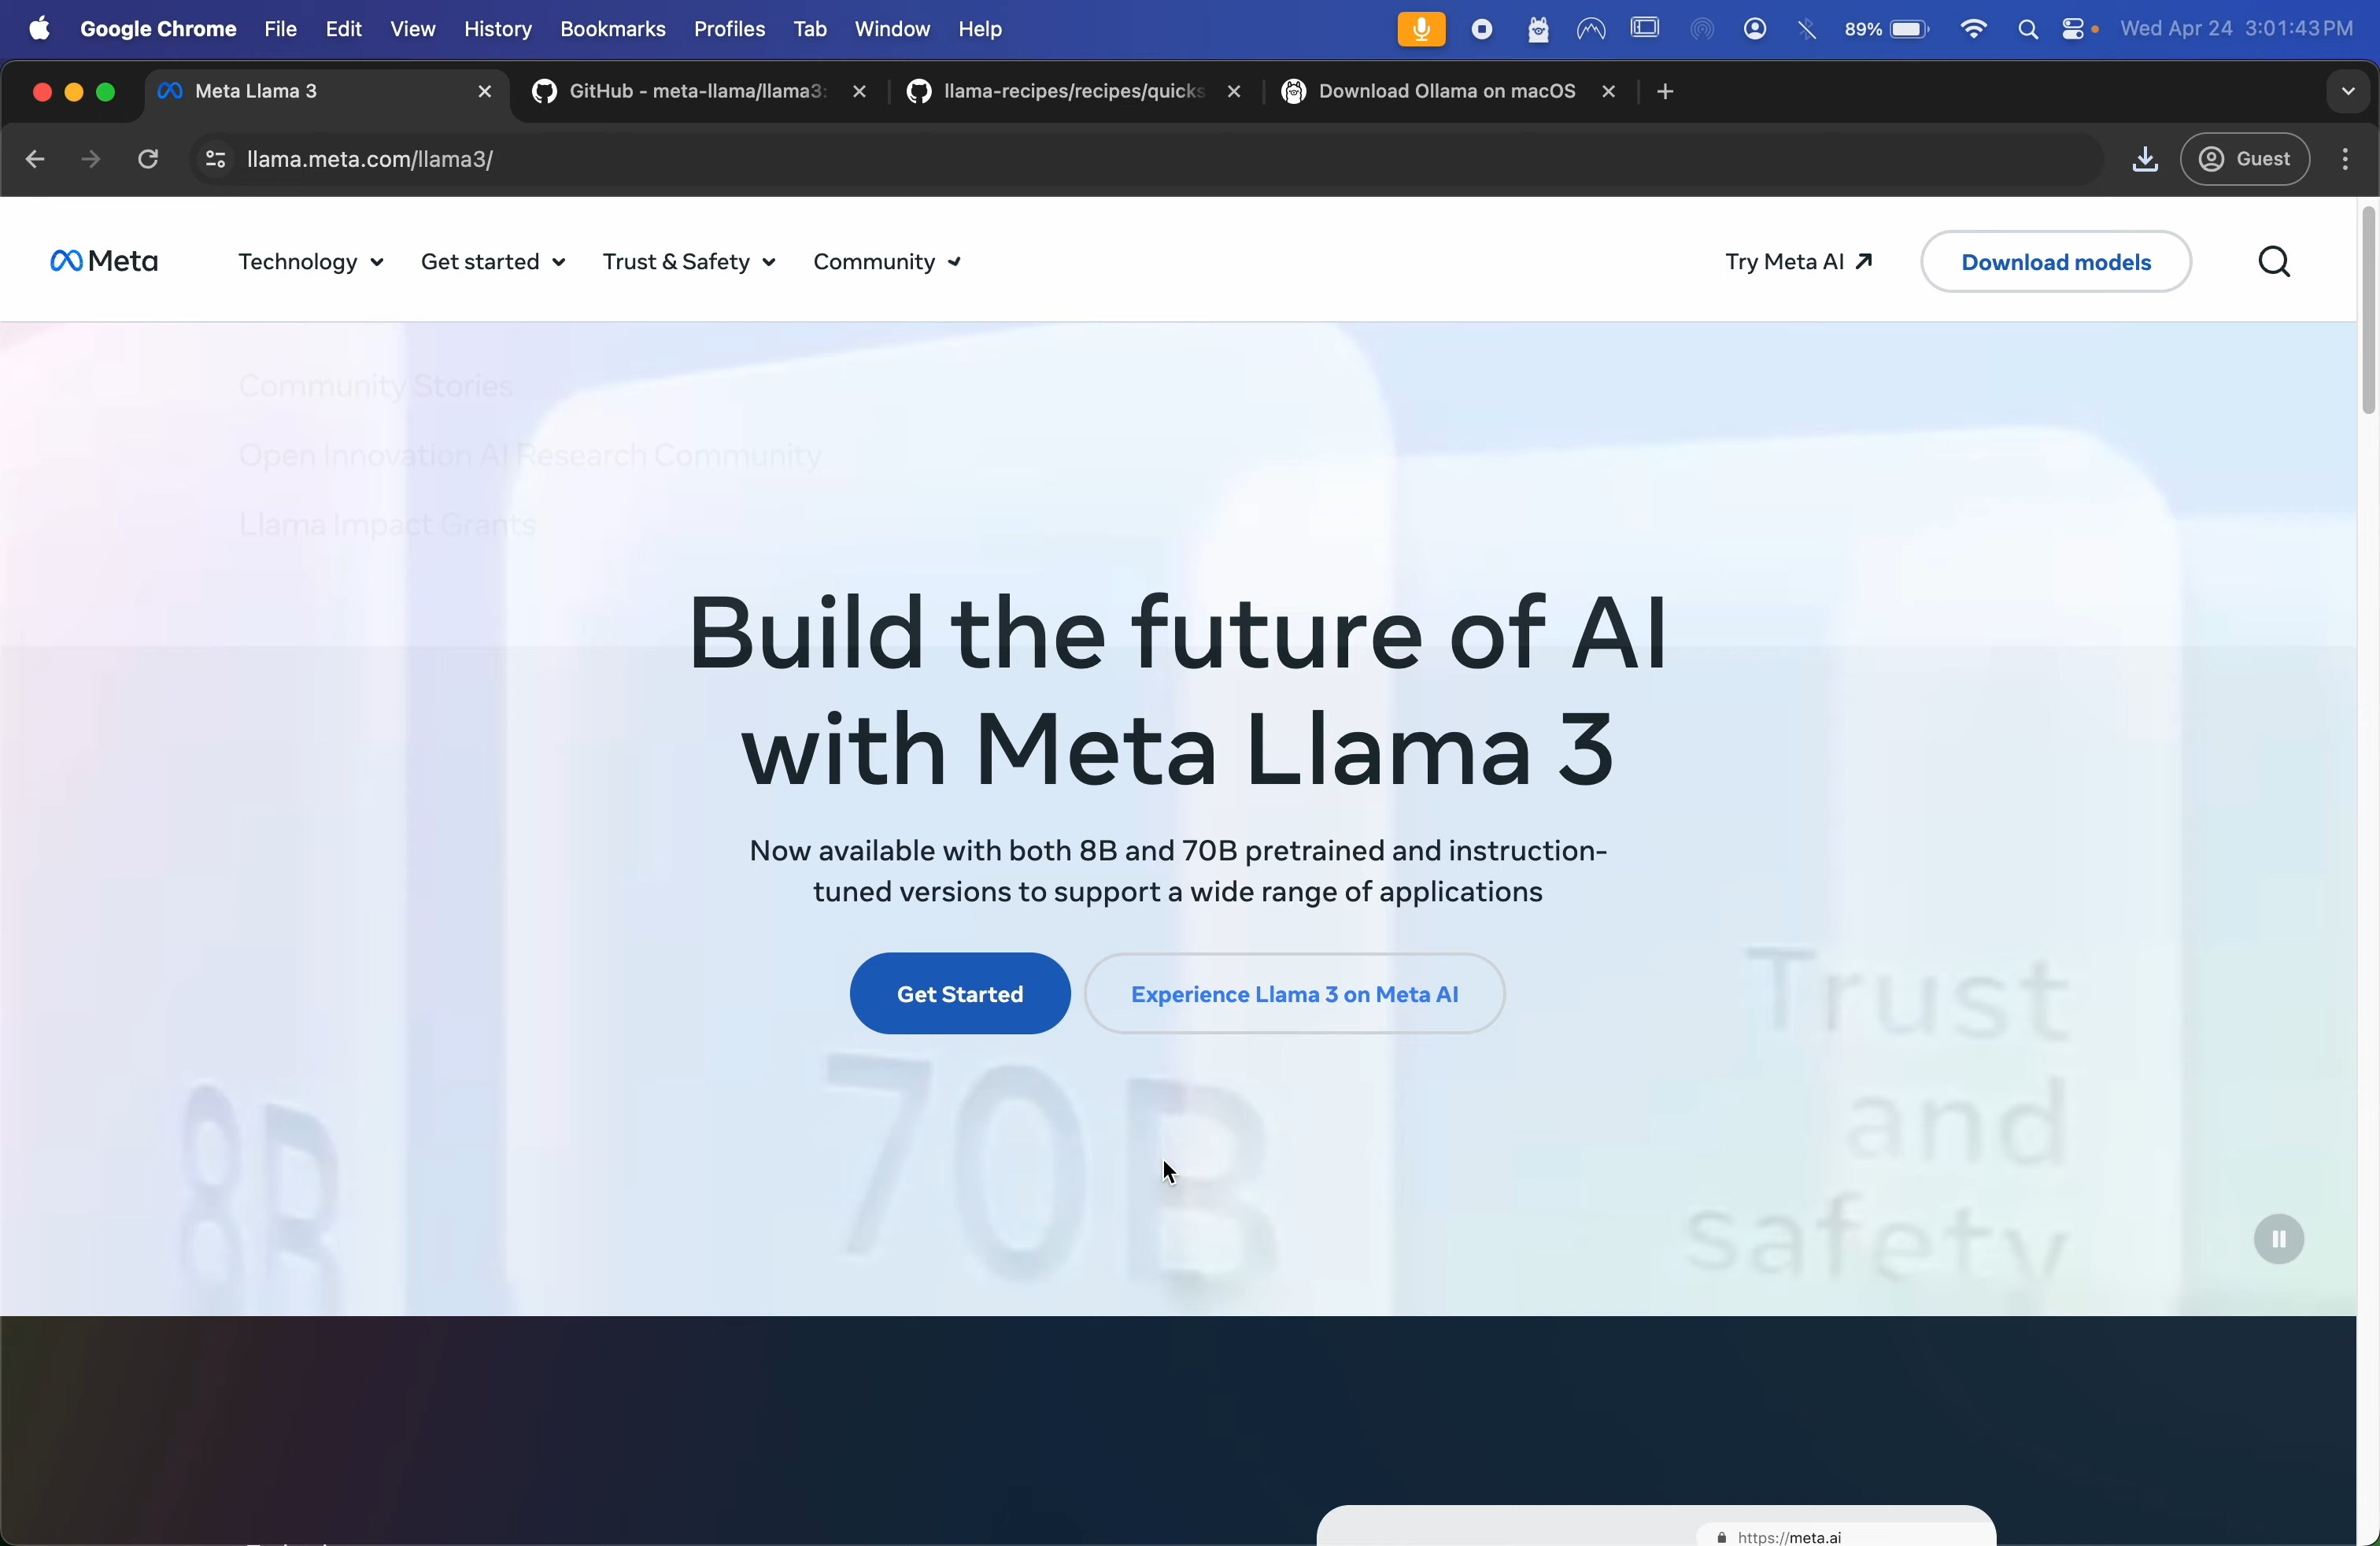 Google Chrome File Edit View History Bookmarks Profiles Tab Window Help 89% Wed Apr 24 3:01:43 PM
Meta Llama 3 GitHub - meta-llama/llama3: llama-recipes/recipes/quicks Download Ollama on macOS
llama.meta.com/llama3/ Guest
Meta Technology Get started Trust & Safety Community Try Meta AI Download models
Community Stories
Open Innovation AI Research Community
Llama Impact Grants
Build the future of AI
with Meta Llama 3
Now available with both 8B and 70B pretrained and instruction-
tuned versions to support a wide range of applications
Get Started Experience Llama 3 on Meta AI
8B 70B Trust
and
safety
https://meta.ai